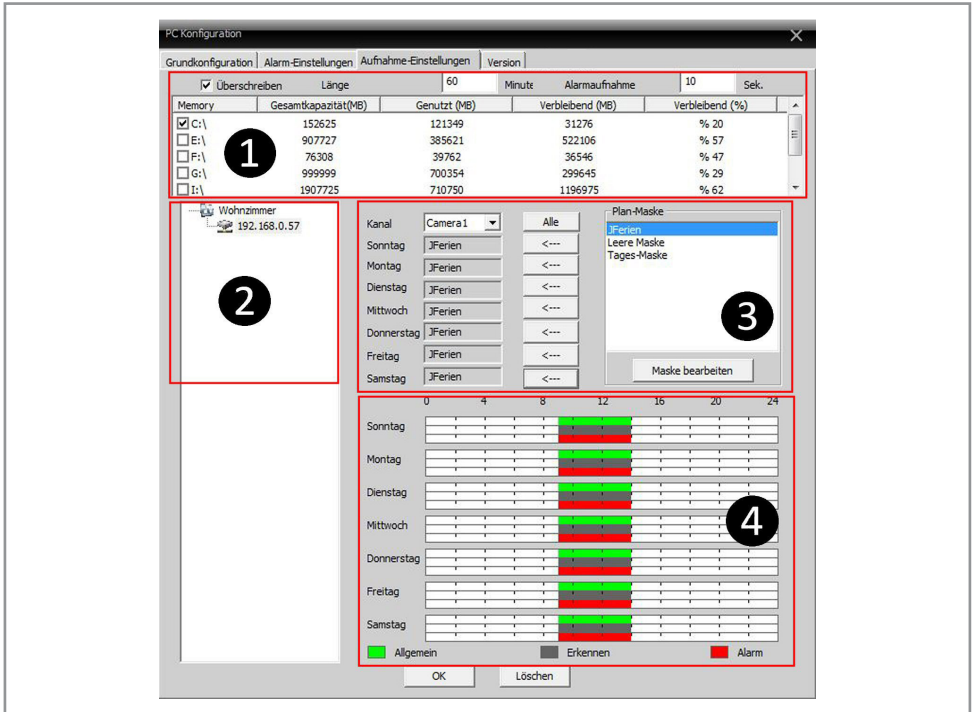 PC Konfiguration
Grundkonfiguration Alarm-Einstellungen Aufnahme-Einstellungen Version
Überschreiben Länge 60 Minute Alarmaufnahme 10 Sek.
Memory Gesamtkapazität(MB) Genutzt (MB) Verbleibend (MB) Verbleibend (%)
C:\ 152625 121349 31276 % 20
E:\ 907727 385621 522106 % 57
F:\ 76308 39762 36546 % 47
G:\ 999999 700354 299645 % 29
I:\ 1907725 710750 1196975 % 62
1
Wohnzimmer
192.168.0.57
2
Kanal Camera1 Alle
Sonntag JFerien <---
Montag JFerien <---
Dienstag JFerien <---
Mittwoch JFerien <---
Donnerstag JFerien <---
Freitag JFerien <---
Samstag JFerien <---
Plan-Maske
JFerien
Leere Maske
Tages-Maske
3
Maske bearbeiten
0 4 8 12 16 20 24
Sonntag
Montag
Dienstag
Mittwoch
Donnerstag
Freitag
Samstag
4
Allgemein Erkennen Alarm
OK Löschen